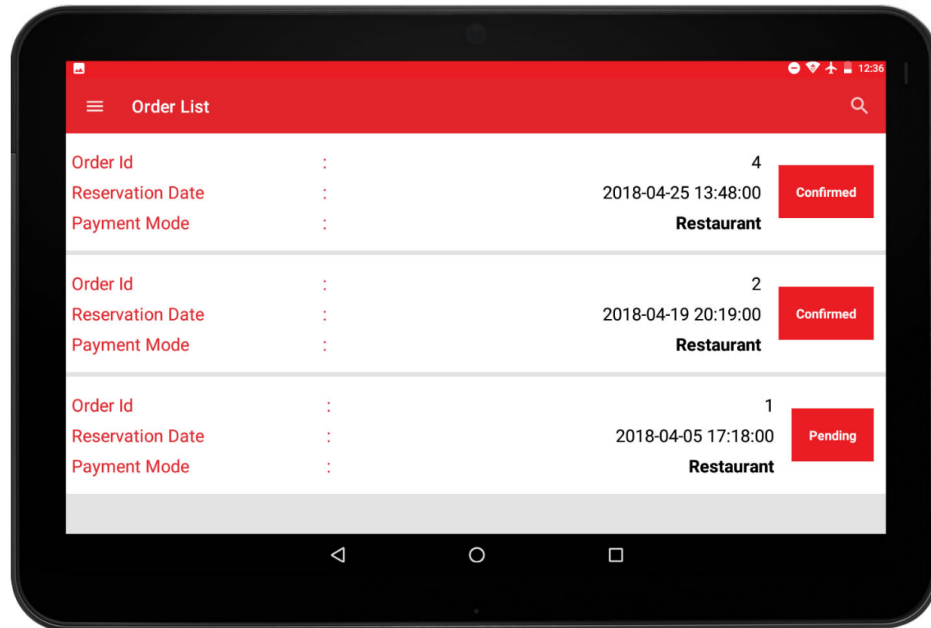 12:36
Order List
Order Id : 4
Reservation Date : 2018-04-25 13:48:00
Payment Mode : Restaurant
Confirmed
Order Id : 2
Reservation Date : 2018-04-19 20:19:00
Payment Mode : Restaurant
Confirmed
Order Id : 1
Reservation Date : 2018-04-05 17:18:00
Payment Mode : Restaurant
Pending